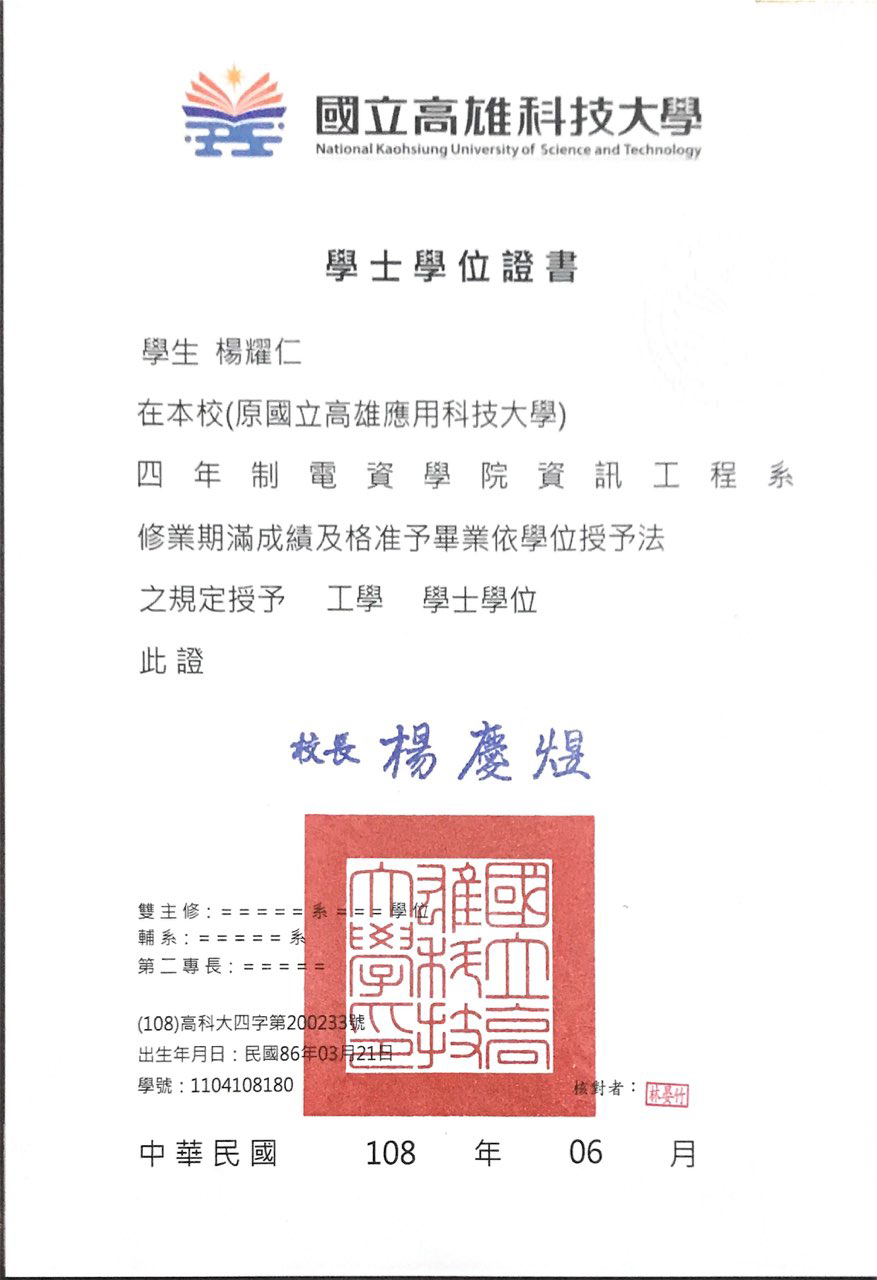 國立高雄科技大學
National Kaohsiung University of Science and Technology
學士學位證書
學生 楊耀仁
在本校(原國立高雄應用科技大學)
四年制電資學院資訊工程系
修業期滿成績及格准予畢業依學位授予法
之規定授予 工學 學士學位
此證
校長 楊慶煜
國立高雄科技大學印
雙主修：=====系===學位
輔系：=====系
第二專長：=====
(108)高科大四字第200233號
出生年月日：民國86年03月21日
學號：1104108180
核對者：林晏竹
中華民國 108 年 06 月